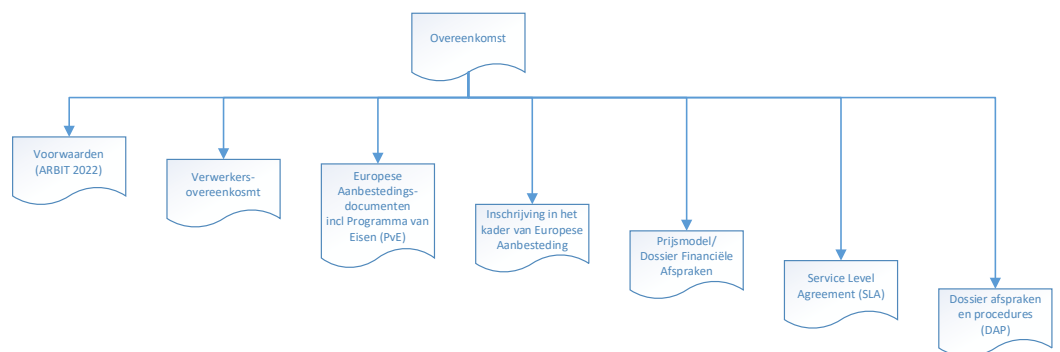 Overeenkomst
Voorwaarden
(ARBIT 2022)
Verwerkers-
overeenkosmt
Europese
Aanbestedings-
documenten
incl Programma van
Eisen (PvE)
Inschrijving in het
kader van Europese
Aanbesteding
Prijsmodel/
Dossier Financiële
Afspraken
Service Level
Agreement (SLA)
Dossier afspraken
en procedures
(DAP)